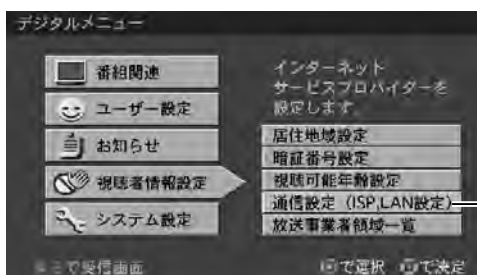 デジタルメニュー
番組関連
ユーザー設定
お知らせ
視聴者情報設定
システム設定
インターネット
サービスプロバイダーを
設定します
居住地域設定
暗証番号設定
視聴可能年齢設定
通信設定（ISP,LAN設定）
放送事業者領域一覧
で受信画面
で選択
で決定